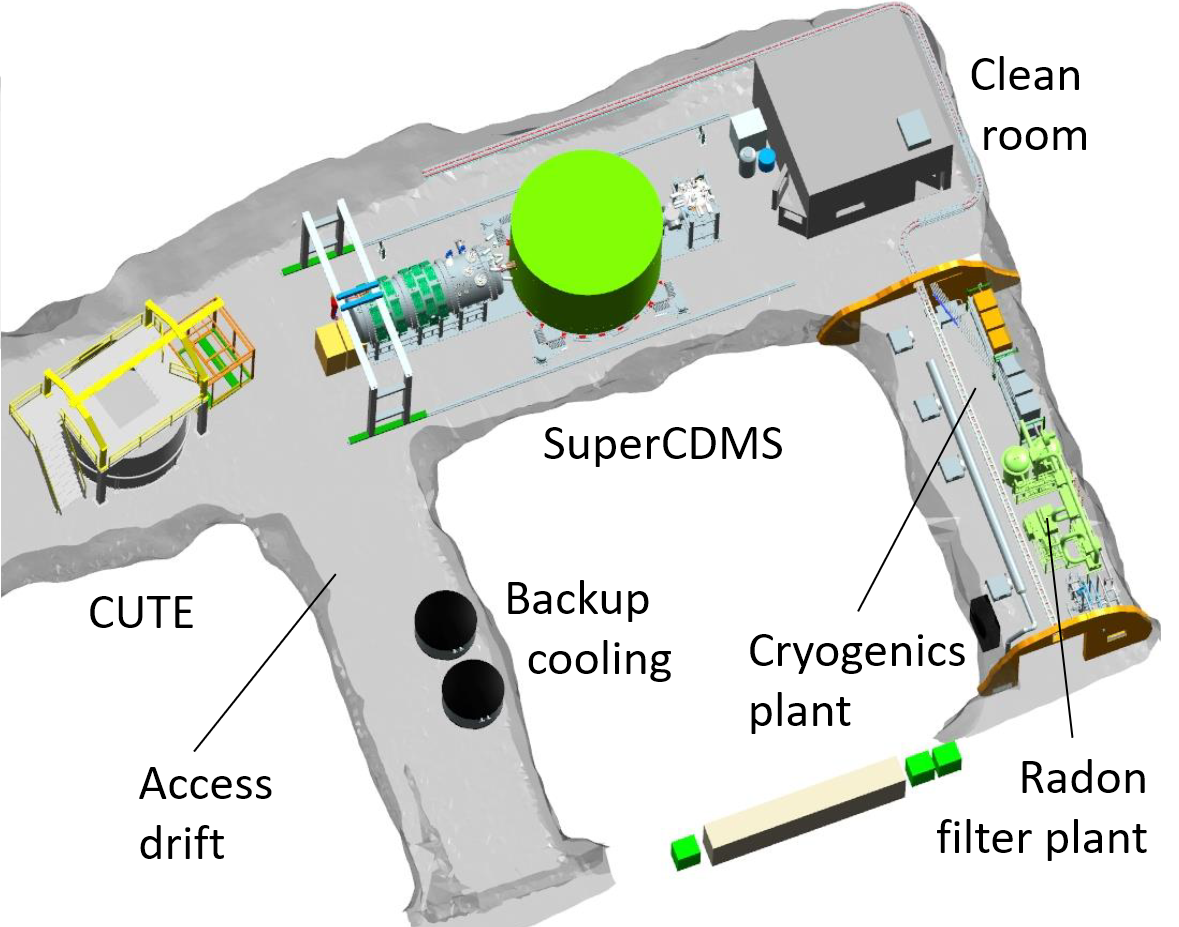 Clean
room
SuperCDMS
CUTE
Backup
cooling
Cryogenics
plant
Access
drift
Radon
filter plant